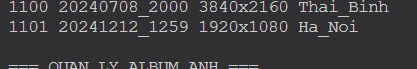 1100 20240708_2000 3840x2160 Thai_Binh
1101 20241212_1259 1920x1080 Ha_Noi
=== QUAN LY ALBUM ANH ===